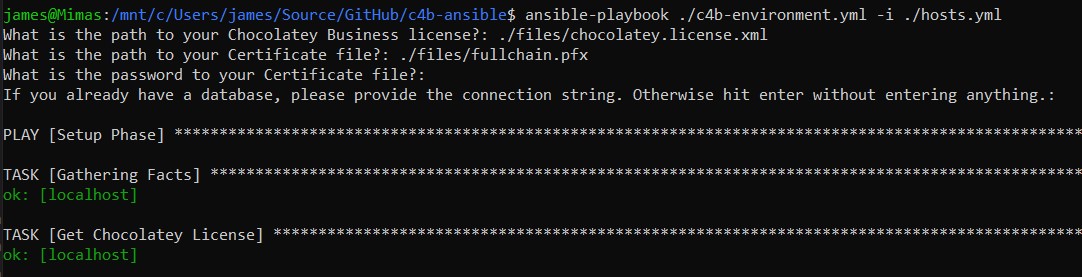 james@Mimas:/mnt/c/Users/james/Source/GitHub/c4b-ansible$ ansible-playbook ./c4b-environment.yml -i ./hosts.yml
What is the path to your Chocolatey Business license?: ./files/chocolatey.license.xml
What is the path to your Certificate file?: ./files/fullchain.pfx
What is the password to your Certificate file?:
If you already have a database, please provide the connection string. Otherwise hit enter without entering anything.:
PLAY [Setup Phase] *****************************************************************************************************
TASK [Gathering Facts] *************************************************************************************************
ok: [localhost]
TASK [Get Chocolatey License] ******************************************************************************************
ok: [localhost]